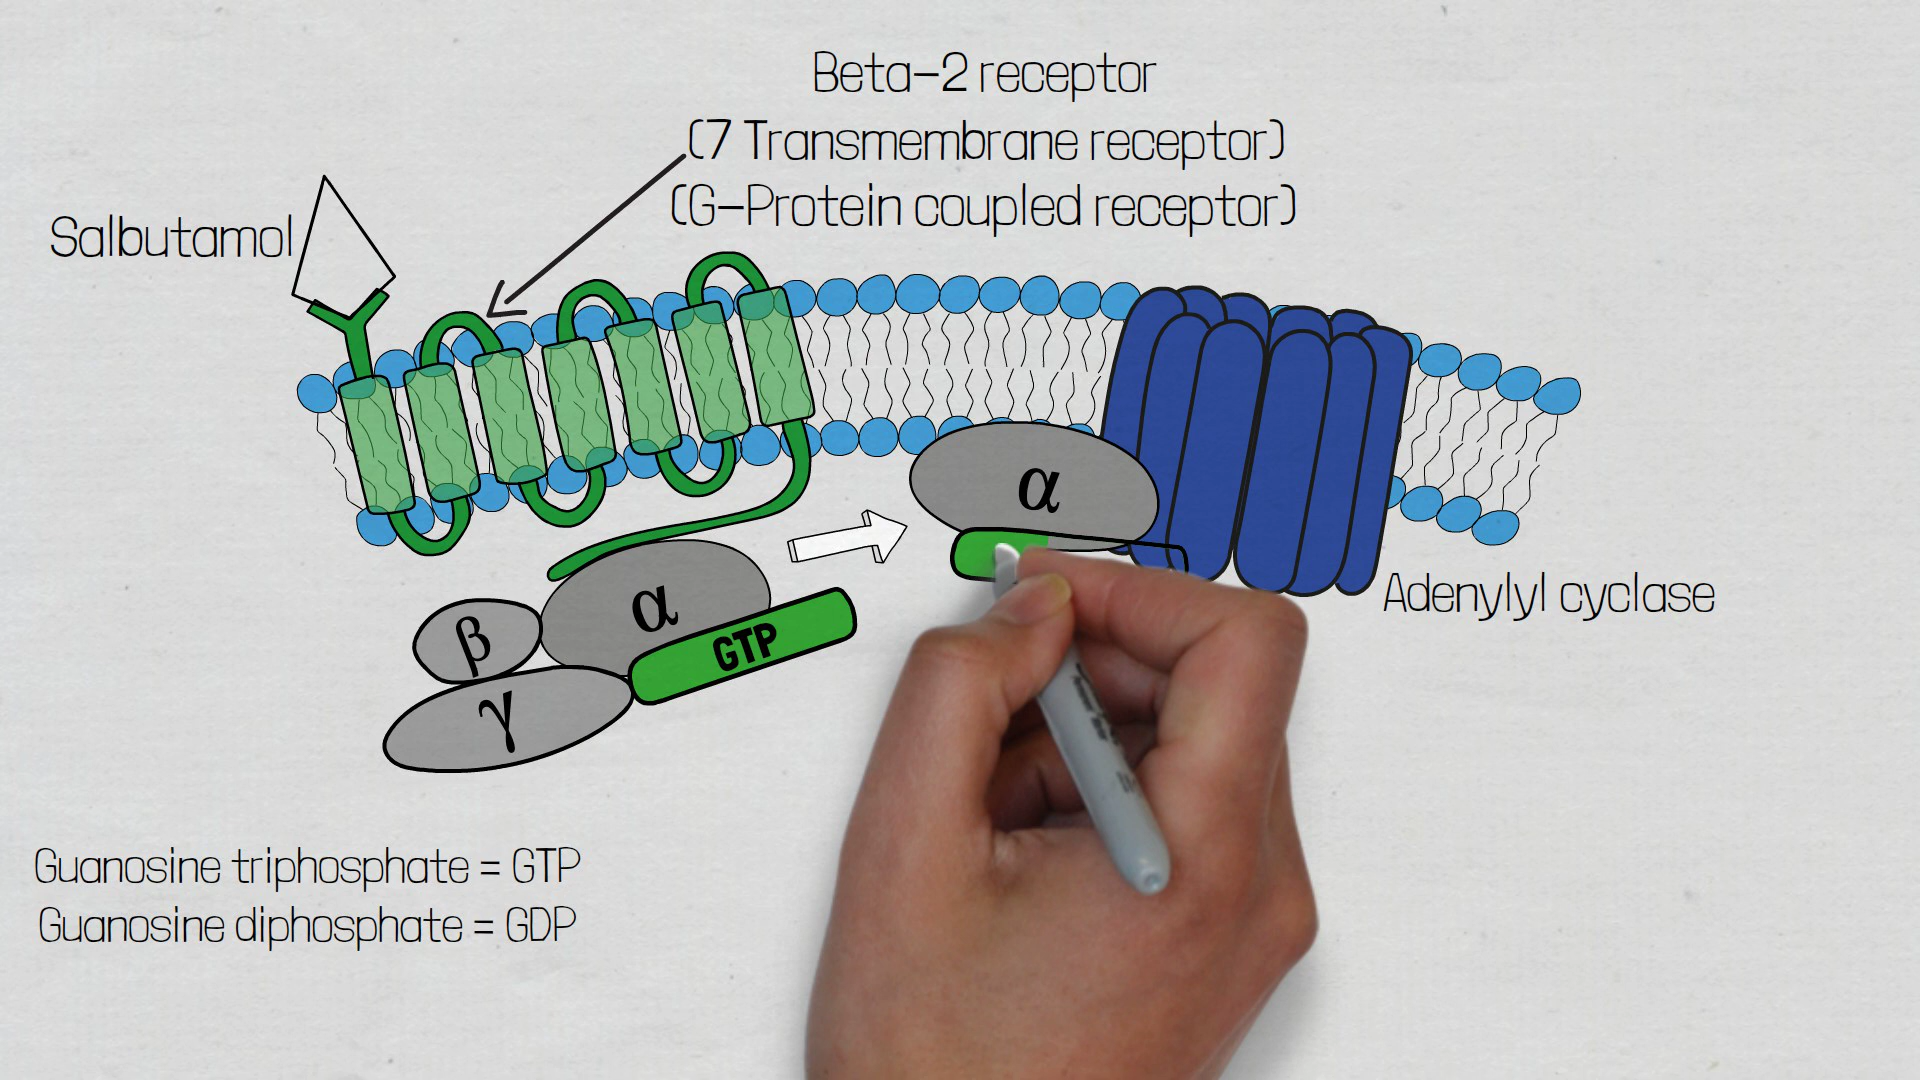 Beta-2 receptor
(7 Transmembrane receptor)
(G-Protein coupled receptor)
Salbutamol
α
α
GTP
β
γ
Adenylyl cyclase
Guanosine triphosphate = GTP
Guanosine diphosphate = GDP